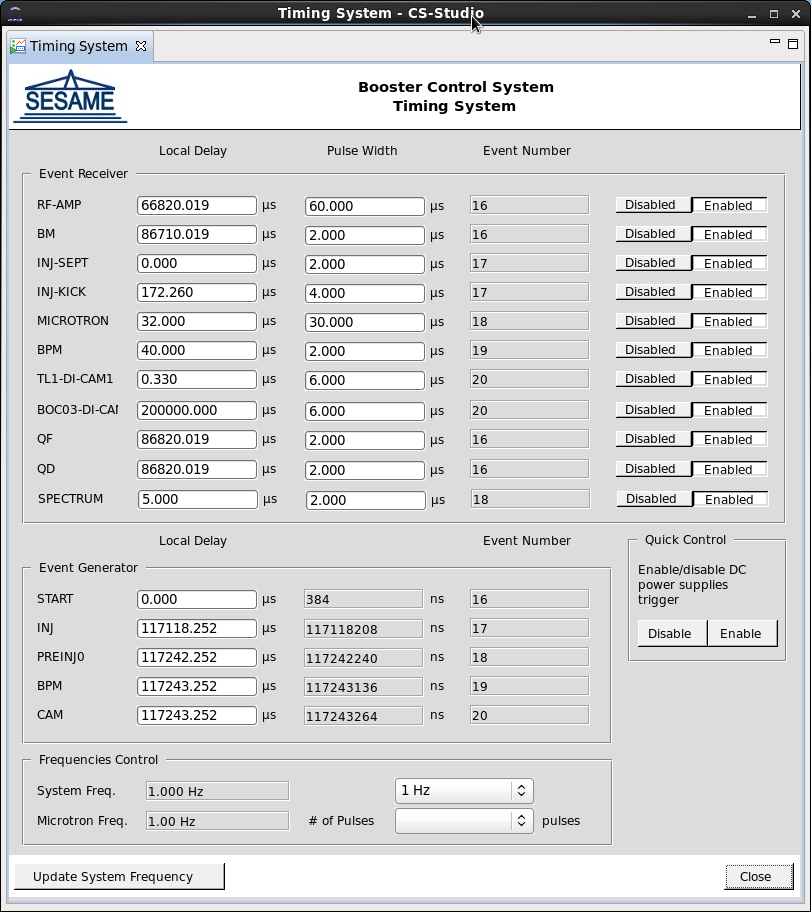 Timing System - CS-Studio
Timing System
SESAME
Booster Control System
Timing System
Local Delay Pulse Width Event Number
Event Receiver
RF-AMP 66820.019 µs 60.000 µs 16 Disabled Enabled
BM 86710.019 µs 2.000 µs 16 Disabled Enabled
INJ-SEPT 0.000 µs 2.000 µs 17 Disabled Enabled
INJ-KICK 172.260 µs 4.000 µs 17 Disabled Enabled
MICROTRON 32.000 µs 30.000 µs 18 Disabled Enabled
BPM 40.000 µs 2.000 µs 19 Disabled Enabled
TL1-DI-CAM1 0.330 µs 6.000 µs 20 Disabled Enabled
BOC03-DI-CAM 200000.000 µs 6.000 µs 20 Disabled Enabled
QF 86820.019 µs 2.000 µs 16 Disabled Enabled
QD 86820.019 µs 2.000 µs 16 Disabled Enabled
SPECTRUM 5.000 µs 2.000 µs 18 Disabled Enabled
Local Delay Event Number
Event Generator
START 0.000 µs 384 ns 16
INJ 117118.252 µs 117118208 ns 17
PREINJ0 117242.252 µs 117242240 ns 18
BPM 117243.252 µs 117243136 ns 19
CAM 117243.252 µs 117243264 ns 20
Quick Control
Enable/disable DC
power supplies
trigger
Disable Enable
Frequencies Control
System Freq. 1.000 Hz 1 Hz
Microtron Freq. 1.00 Hz # of Pulses pulses
Update System Frequency Close